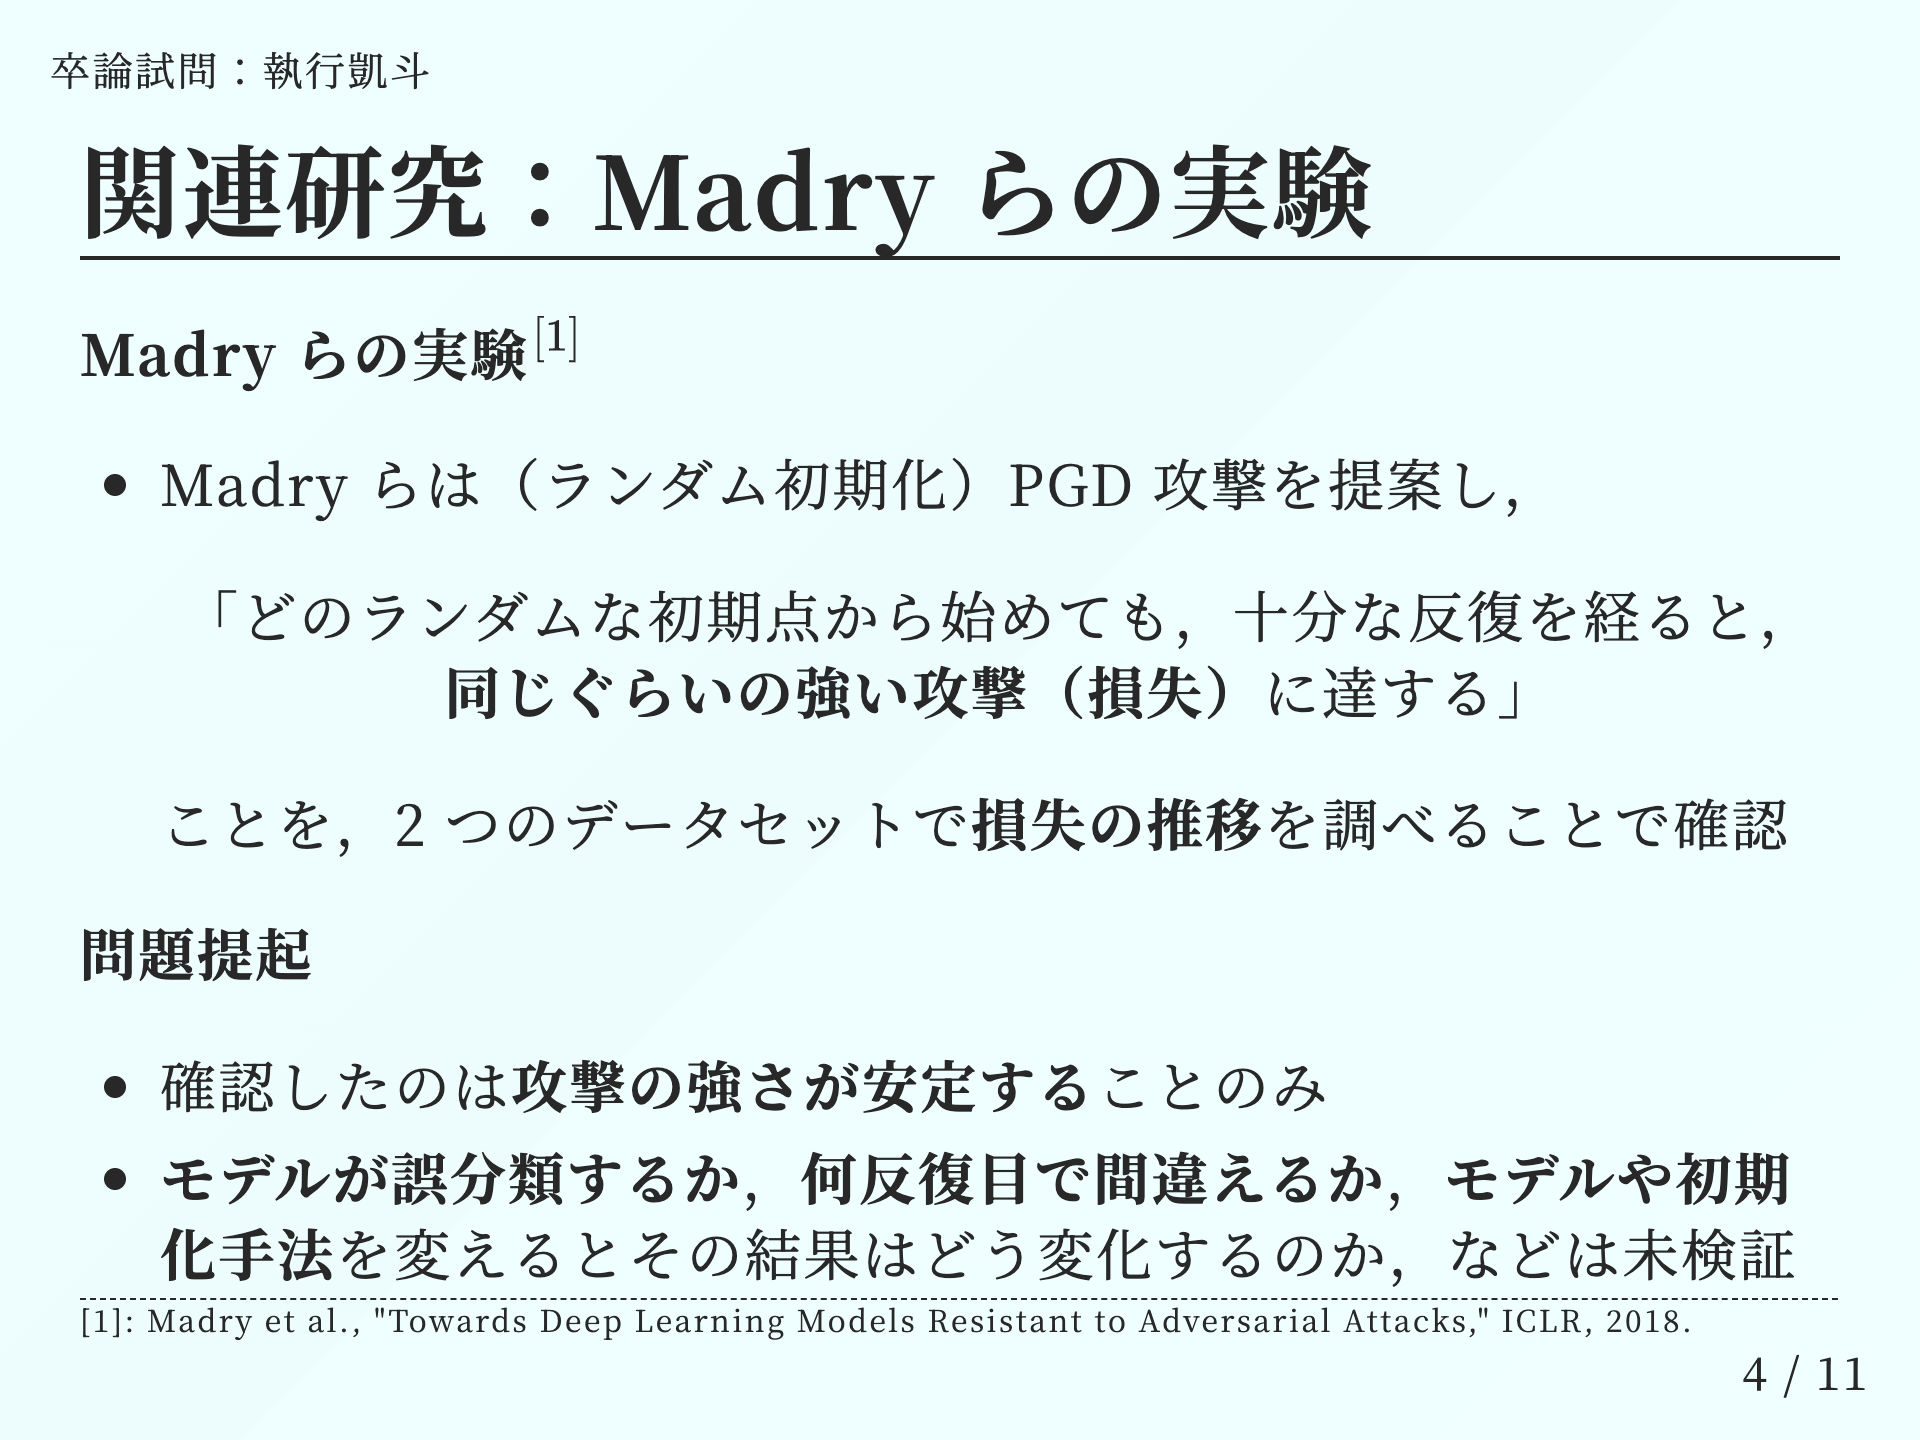 卒論試問：執行凱斗
関連研究：Madry らの実験
Madry らの実験[1]
• Madry らは（ランダム初期化）PGD 攻撃を提案し，
「どのランダムな初期点から始めても，十分な反復を経ると，
同じぐらいの強い攻撃（損失）に達する」
ことを，2 つのデータセットで損失の推移を調べることで確認
問題提起
• 確認したのは攻撃の強さが安定することのみ
• モデルが誤分類するか，何反復目で間違えるか，モデルや初期
化手法を変えるとその結果はどう変化するのか，などは未検証
[1]: Madry et al., "Towards Deep Learning Models Resistant to Adversarial Attacks," ICLR, 2018.
4 / 11